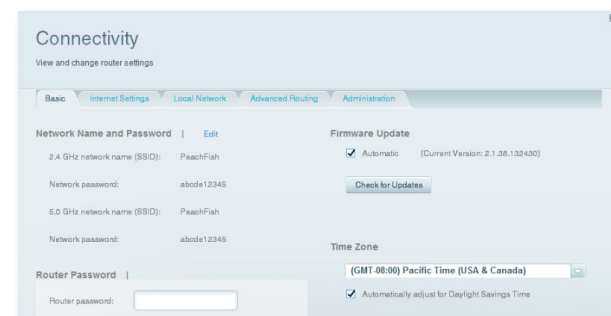 Connectivity
View and change router settings
Basic
Internet Settings
Local Network
Advanced Routing
Administration
Network Name and Password | Edit
2.4 GHz network name (SSID): PeachFish
Network password: abcde12345
5.0 GHz network name (SSID): PeachFish
Network password: abcde12345
Router Password |
Router password:
Firmware Update
Automatic (Current Version: 2.1.38.132430)
Check for Updates
Time Zone
(GMT-08:00) Pacific Time (USA & Canada)
Automatically adjust for Daylight Savings Time